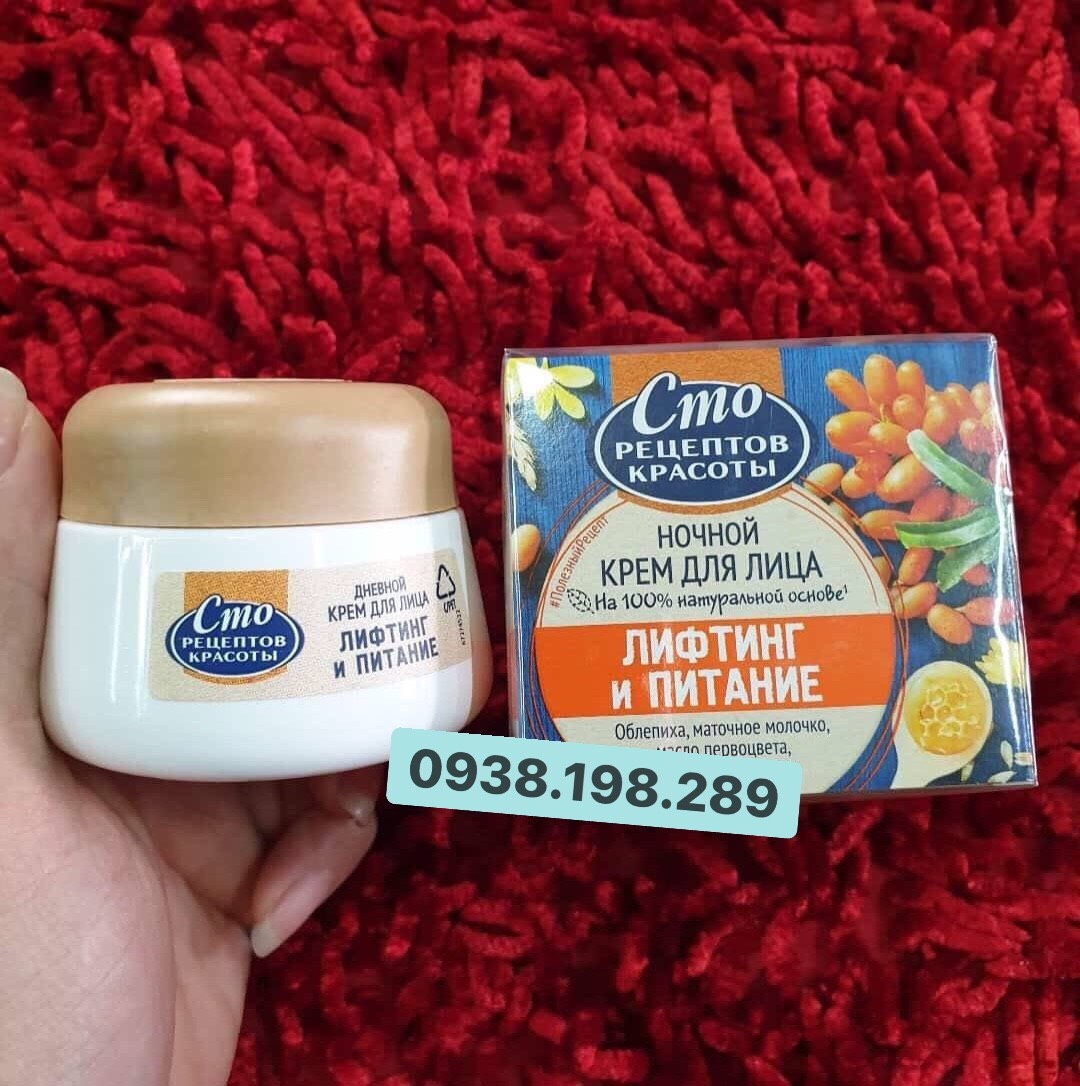 Сто
РЕЦЕПТОВ
КРАСОТЫ
ДНЕВНОЙ
КРЕМ ДЛЯ ЛИЦА
ЛИФТИНГ
и ПИТАНИЕ
Сто
РЕЦЕПТОВ
КРАСОТЫ
#ПолезныйРецепт
НОЧНОЙ
КРЕМ ДЛЯ ЛИЦА
На 100% натуральной основе¹
ЛИФТИНГ
и ПИТАНИЕ
Облепиха, маточное молочко,
масло первоцвета,
0938.198.289